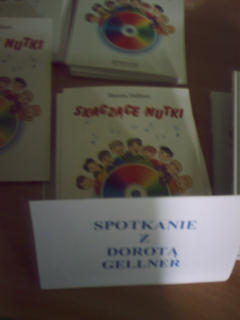 NUTKI
SKACZĄCE NUTKI
SPOTKANIE
Z
DOROTĄ
GELLNER